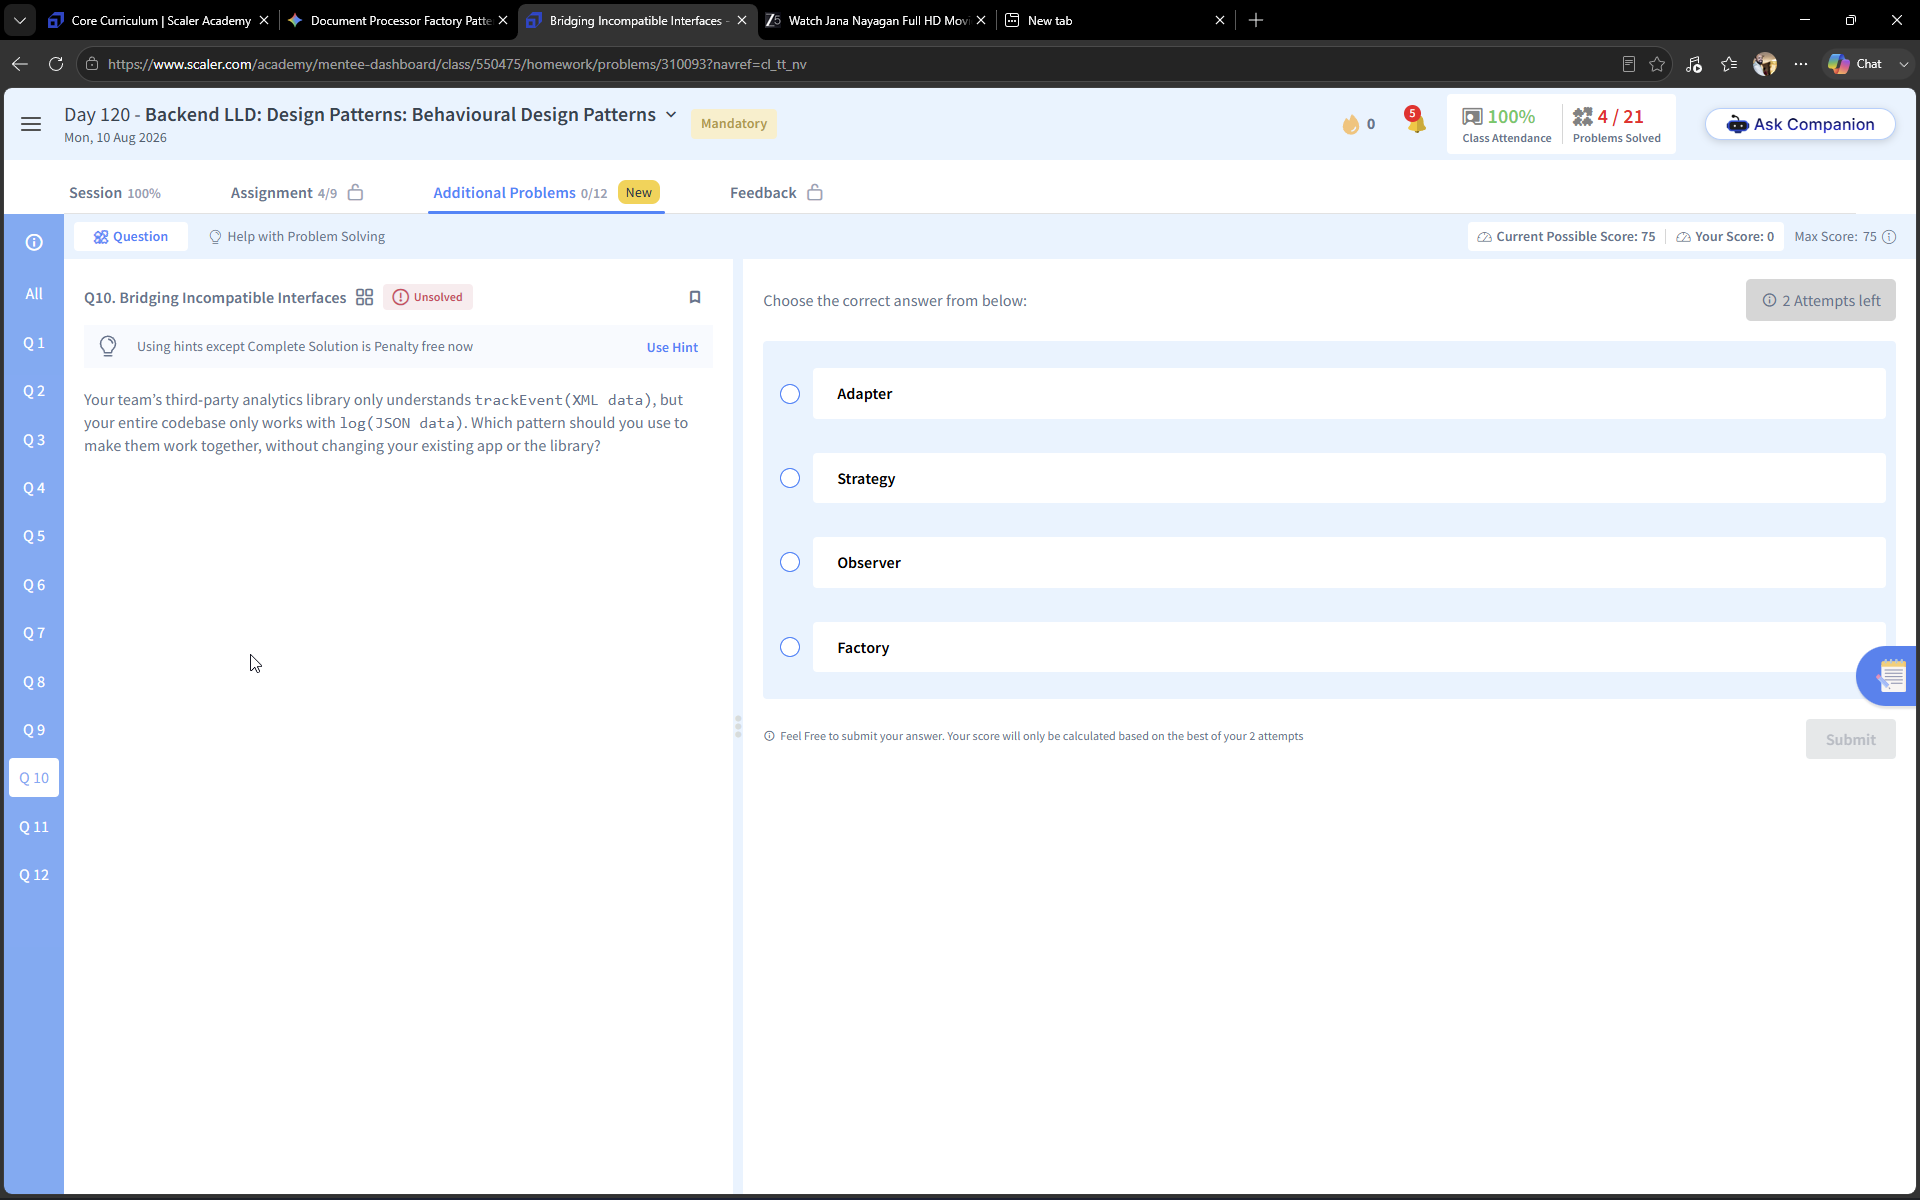 Core Curriculum | Scaler Academy
Document Processor Factory Patte
Bridging Incompatible Interfaces -
Watch Jana Nayagan Full HD Movi
New tab
https://www.scaler.com/academy/mentee-dashboard/class/550475/homework/problems/310093?navref=cl_tt_nv
Chat
Day 120 - Backend LLD: Design Patterns: Behavioural Design Patterns
Mandatory
Mon, 10 Aug 2026
0
5
100%
Class Attendance
4 / 21
Problems Solved
Ask Companion
Session 100%
Assignment 4/9
Additional Problems 0/12 New
Feedback
Question
Help with Problem Solving
Current Possible Score: 75
Your Score: 0
Max Score: 75
All
Q 1
Q 2
Q 3
Q 4
Q 5
Q 6
Q 7
Q 8
Q 9
Q 10
Q 11
Q 12
Q10. Bridging Incompatible Interfaces
Unsolved
Using hints except Complete Solution is Penalty free now
Use Hint
Your team's third-party analytics library only understands trackEvent(XML data), but
your entire codebase only works with log(JSON data). Which pattern should you use to
make them work together, without changing your existing app or the library?
Choose the correct answer from below:
2 Attempts left
Adapter
Strategy
Observer
Factory
Feel Free to submit your answer. Your score will only be calculated based on the best of your 2 attempts
Submit